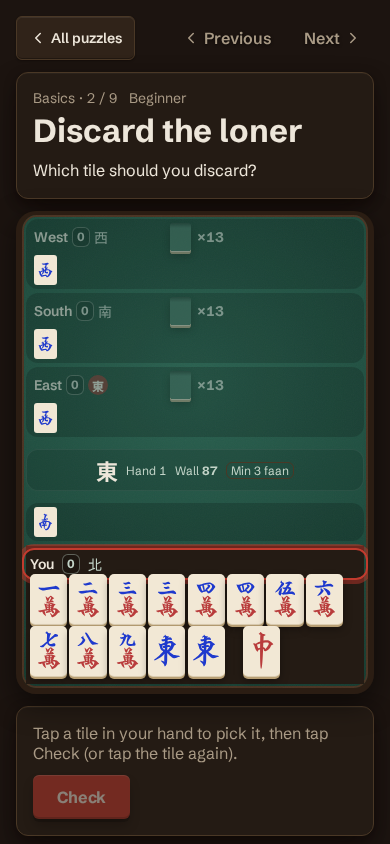 All puzzles
Previous
Next
Basics · 2 / 9 Beginner
Discard the loner
Which tile should you discard?
West 0 西 ×13
西
South 0 南 ×13
西
East 0 東 ×13
西
東 Hand 1 Wall 87 Min 3 faan
南
You 0 北
一萬 二萬 三萬 三萬 四萬 四萬 伍萬 六萬
七萬 八萬 九萬 東 東 中
Tap a tile in your hand to pick it, then tap
Check (or tap the tile again).
Check